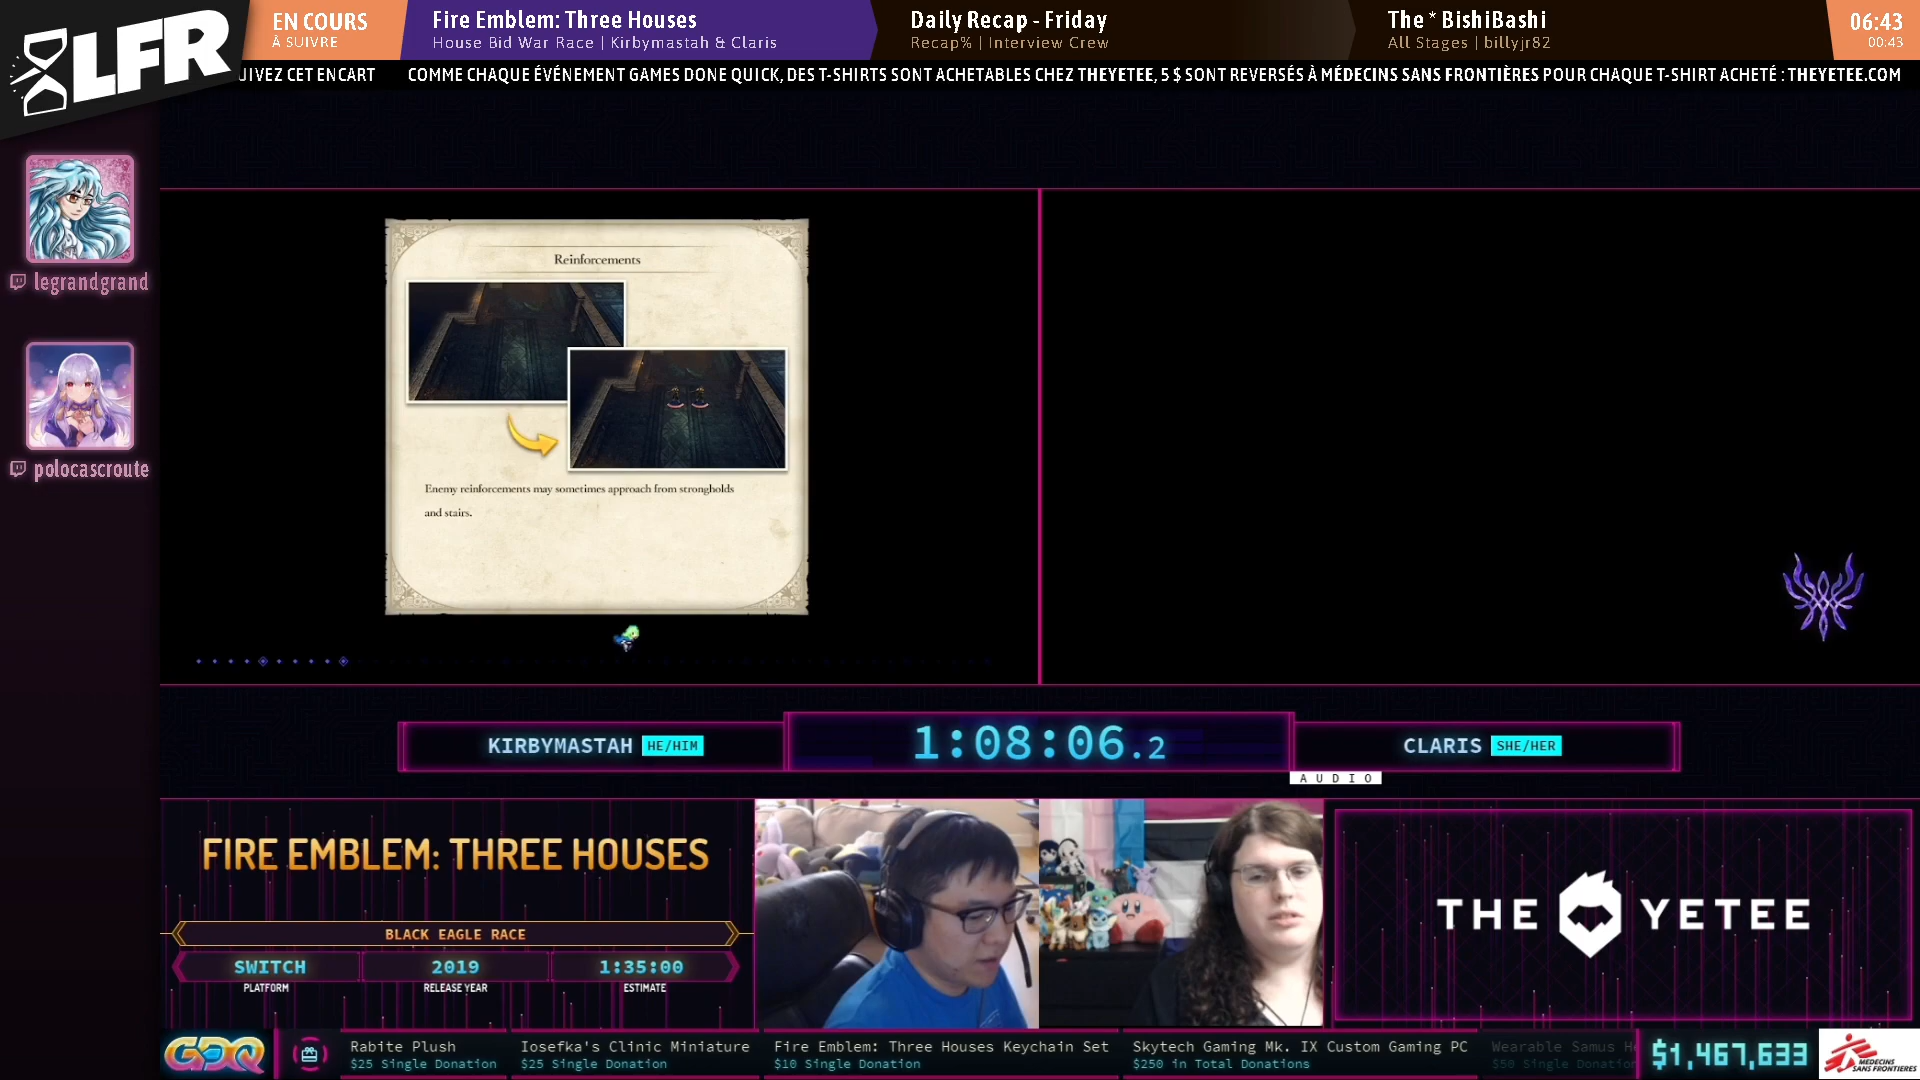 LFR
EN COURS
À SUIVRE
Fire Emblem: Three Houses
House Bid War Race | Kirbymastah & Claris
Daily Recap - Friday
Recap% | Interview Crew
The * BishiBashi
All Stages | billyjr82
06:43
00:43
UIVEZ CET ENCART COMME CHAQUE ÉVÉNEMENT GAMES DONE QUICK, DES T-SHIRTS SONT ACHETABLES CHEZ THEYETEE, 5 $ SONT REVERSÉS À MÉDECINS SANS FRONTIÈRES POUR CHAQUE T-SHIRT ACHETÉ : THEYETEE.COM
legrandgrand
polocascroute
Reinforcements
Enemy reinforcements may sometimes approach from strongholds
and stairs.
KIRBYMASTAH HE/HIM
1:08:06.2
CLARIS SHE/HER
AUDIO
FIRE EMBLEM: THREE HOUSES
BLACK EAGLE RACE
SWITCH
PLATFORM
2019
RELEASE YEAR
1:35:00
ESTIMATE
THE YETEE
GDQ
Rabite Plush
$25 Single Donation
Iosefka's Clinic Miniature
$25 Single Donation
Fire Emblem: Three Houses Keychain Set
$10 Single Donation
Skytech Gaming Mk. IX Custom Gaming PC
$250 in Total Donations
Wearable Samus He
$50 Single Donation
$1,467,633
MEDECINS
SANS FRONTIERES